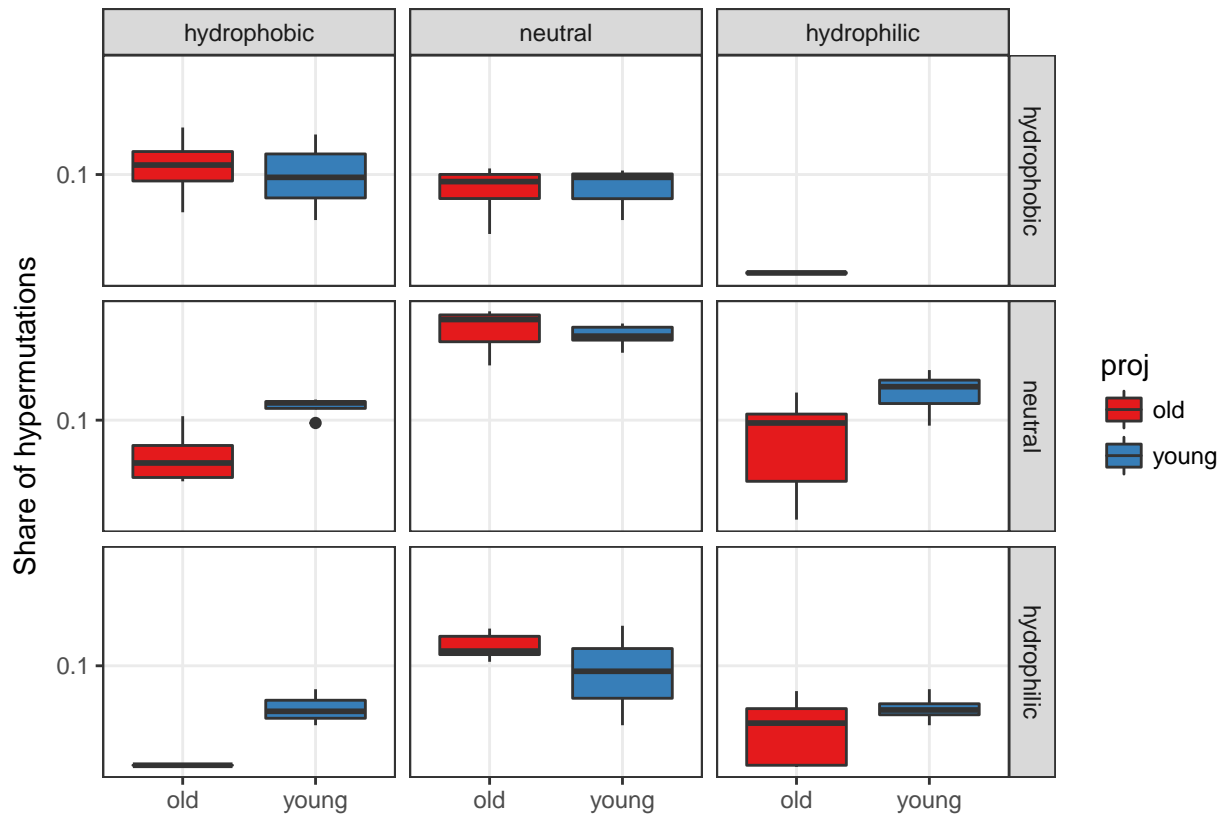 hydrophobic
neutral
hydrophilic
Share of hypermutations
0.1
hydrophobic
0.1
neutral
0.1
hydrophilic
old
young
old
young
old
young
proj
old
young